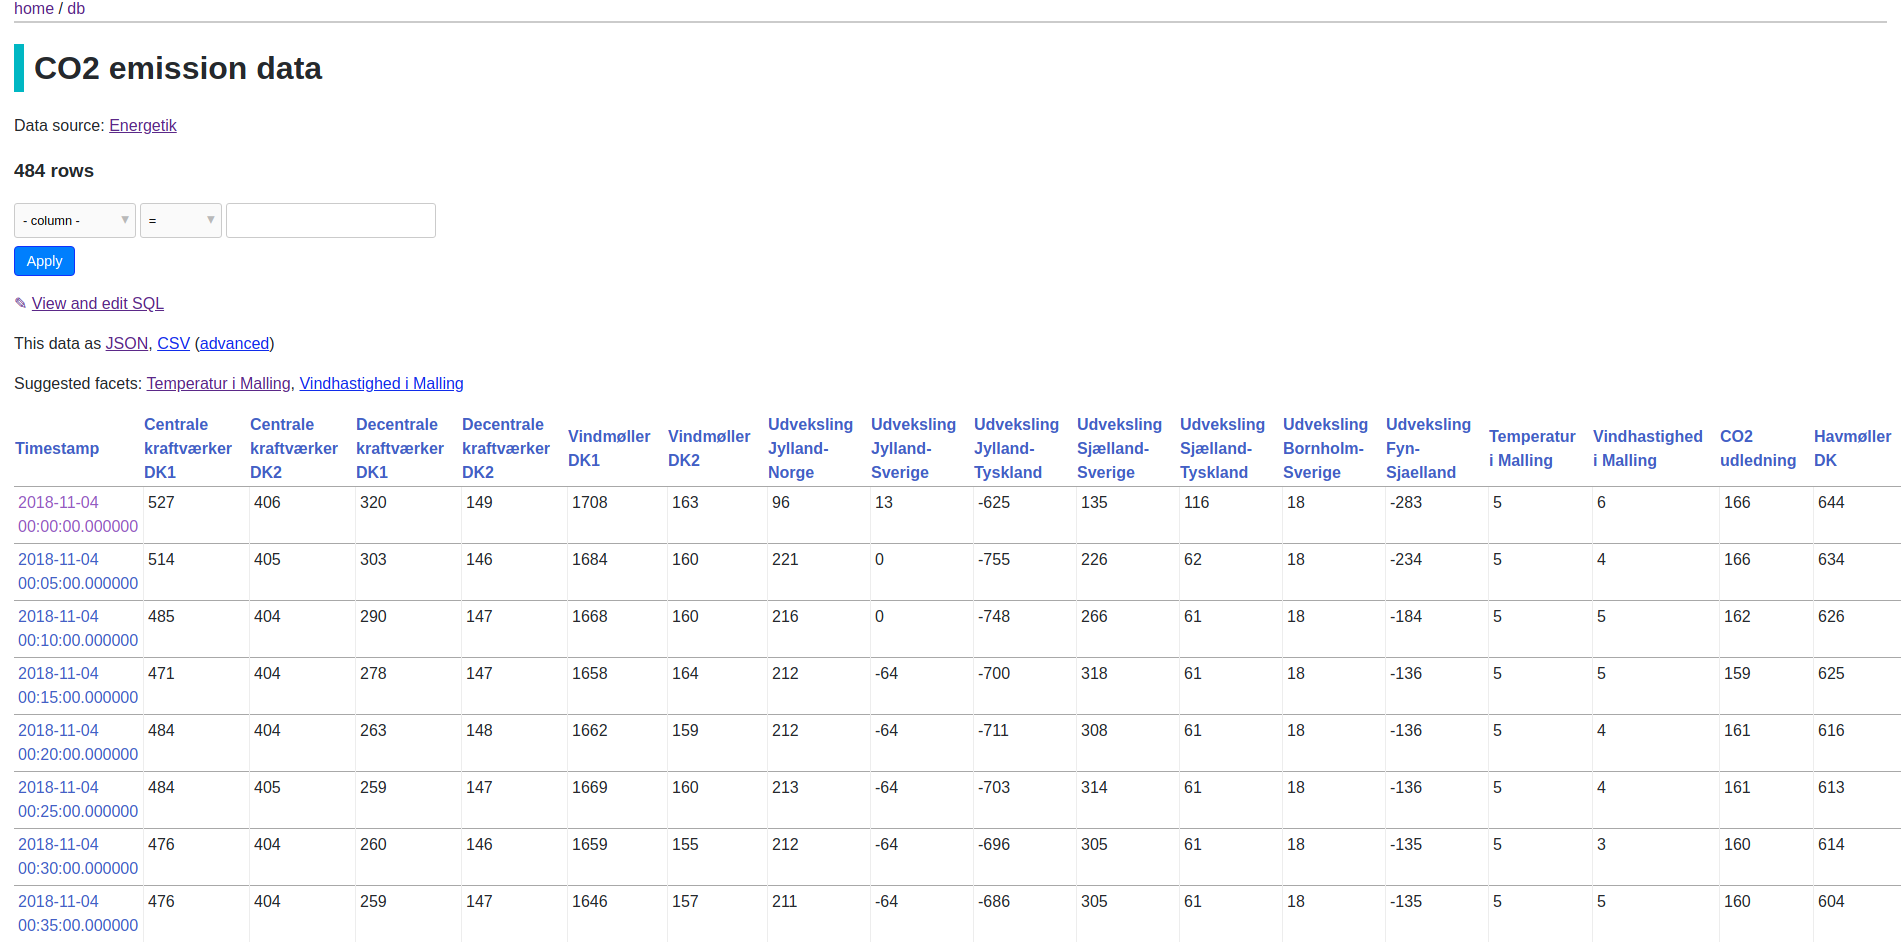 home / db
CO2 emission data
Data source: Energetik
484 rows
- column - ▼ = ▼
Apply
✎ View and edit SQL
This data as JSON, CSV (advanced)
Suggested facets: Temperatur i Malling, Vindhastighed i Malling
Timestamp Centrale kraftværker DK1 Centrale kraftværker DK2 Decentrale kraftværker DK1 Decentrale kraftværker DK2 Vindmøller DK1 Vindmøller DK2 Udveksling Jylland-Norge Udveksling Jylland-Sverige Udveksling Jylland-Tyskland Udveksling Sjælland-Sverige Udveksling Sjælland-Tyskland Udveksling Bornholm-Sverige Udveksling Fyn-Sjaelland Temperatur i Malling Vindhastighed i Malling CO2 udledning Havmøller DK
2018-11-04 00:00:00.000000 527 406 320 149 1708 163 96 13 -625 135 116 18 -283 5 6 166 644
2018-11-04 00:05:00.000000 514 405 303 146 1684 160 221 0 -755 226 62 18 -234 5 4 166 634
2018-11-04 00:10:00.000000 485 404 290 147 1668 160 216 0 -748 266 61 18 -184 5 5 162 626
2018-11-04 00:15:00.000000 471 404 278 147 1658 164 212 -64 -700 318 61 18 -136 5 5 159 625
2018-11-04 00:20:00.000000 484 404 263 148 1662 159 212 -64 -711 308 61 18 -136 5 4 161 616
2018-11-04 00:25:00.000000 484 405 259 147 1669 160 213 -64 -703 314 61 18 -136 5 4 161 613
2018-11-04 00:30:00.000000 476 404 260 146 1659 155 212 -64 -696 305 61 18 -135 5 3 160 614
2018-11-04 00:35:00.000000 476 404 259 147 1646 157 211 -64 -686 305 61 18 -135 5 5 160 604